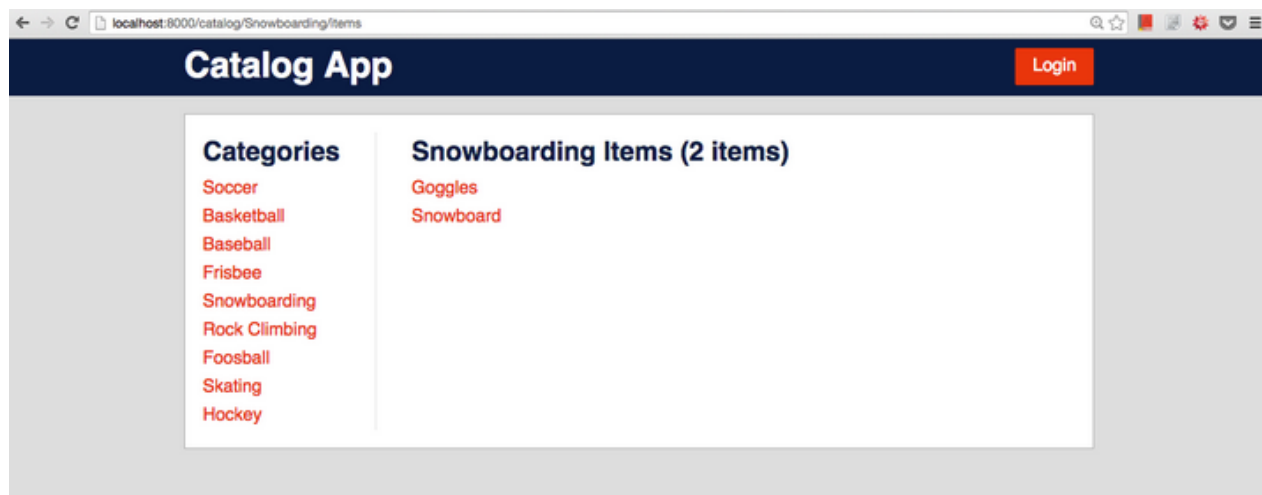 localhost:8000/catalog/Snowboarding/items
Catalog App
Login
Categories
Soccer
Basketball
Baseball
Frisbee
Snowboarding
Rock Climbing
Foosball
Skating
Hockey
Snowboarding Items (2 items)
Goggles
Snowboard